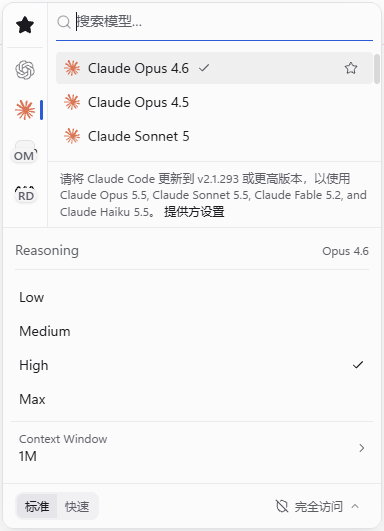 搜索模型...
Claude Opus 4.6
Claude Opus 4.5
Claude Sonnet 5
OM
RD
请将 Claude Code 更新到 v2.1.293 或更高版本，以使用
Claude Opus 5.5, Claude Sonnet 5.5, Claude Fable 5.2, and
Claude Haiku 5.5。 提供方设置
Reasoning
Opus 4.6
Low
Medium
High
Max
Context Window
1M
标准
快速
完全访问